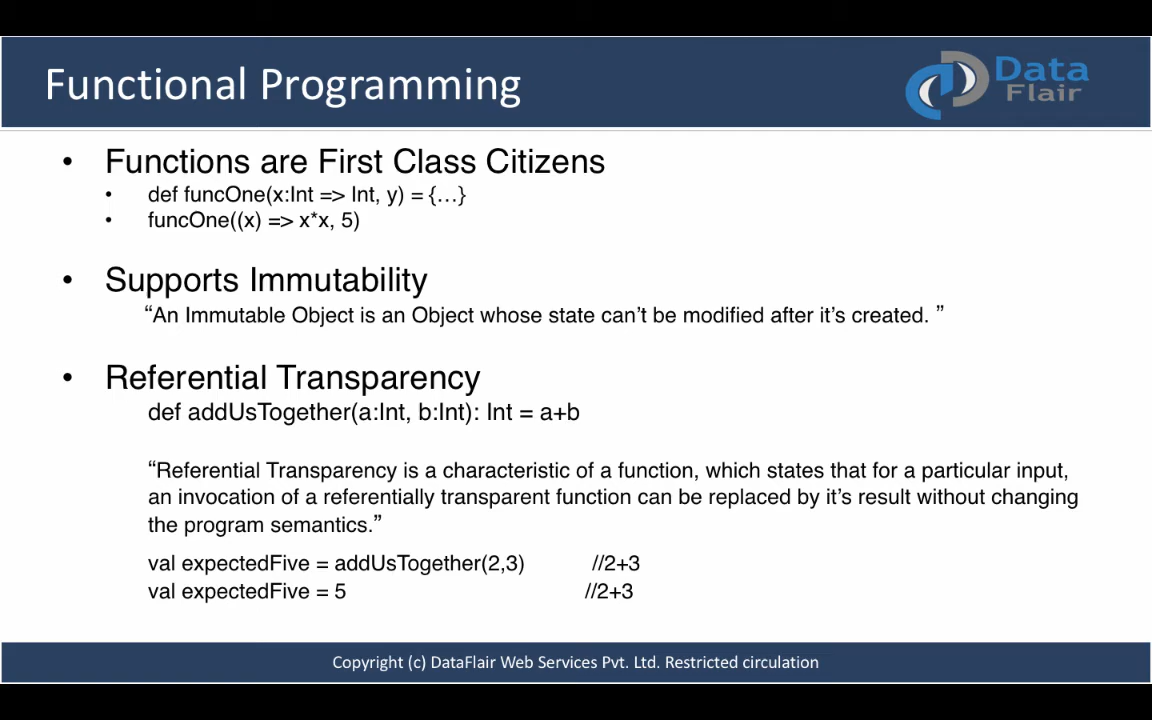 Functional Programming
Data
Flair
• Functions are First Class Citizens
• def funcOne(x:Int => Int, y) = {…}
• funcOne((x) => x*x, 5)
• Supports Immutability
“An Immutable Object is an Object whose state can’t be modified after it’s created. ”
• Referential Transparency
def addUsTogether(a:Int, b:Int): Int = a+b
“Referential Transparency is a characteristic of a function, which states that for a particular input,
an invocation of a referentially transparent function can be replaced by it’s result without changing
the program semantics.”
val expectedFive = addUsTogether(2,3) //2+3
val expectedFive = 5 //2+3
Copyright (c) DataFlair Web Services Pvt. Ltd. Restricted circulation